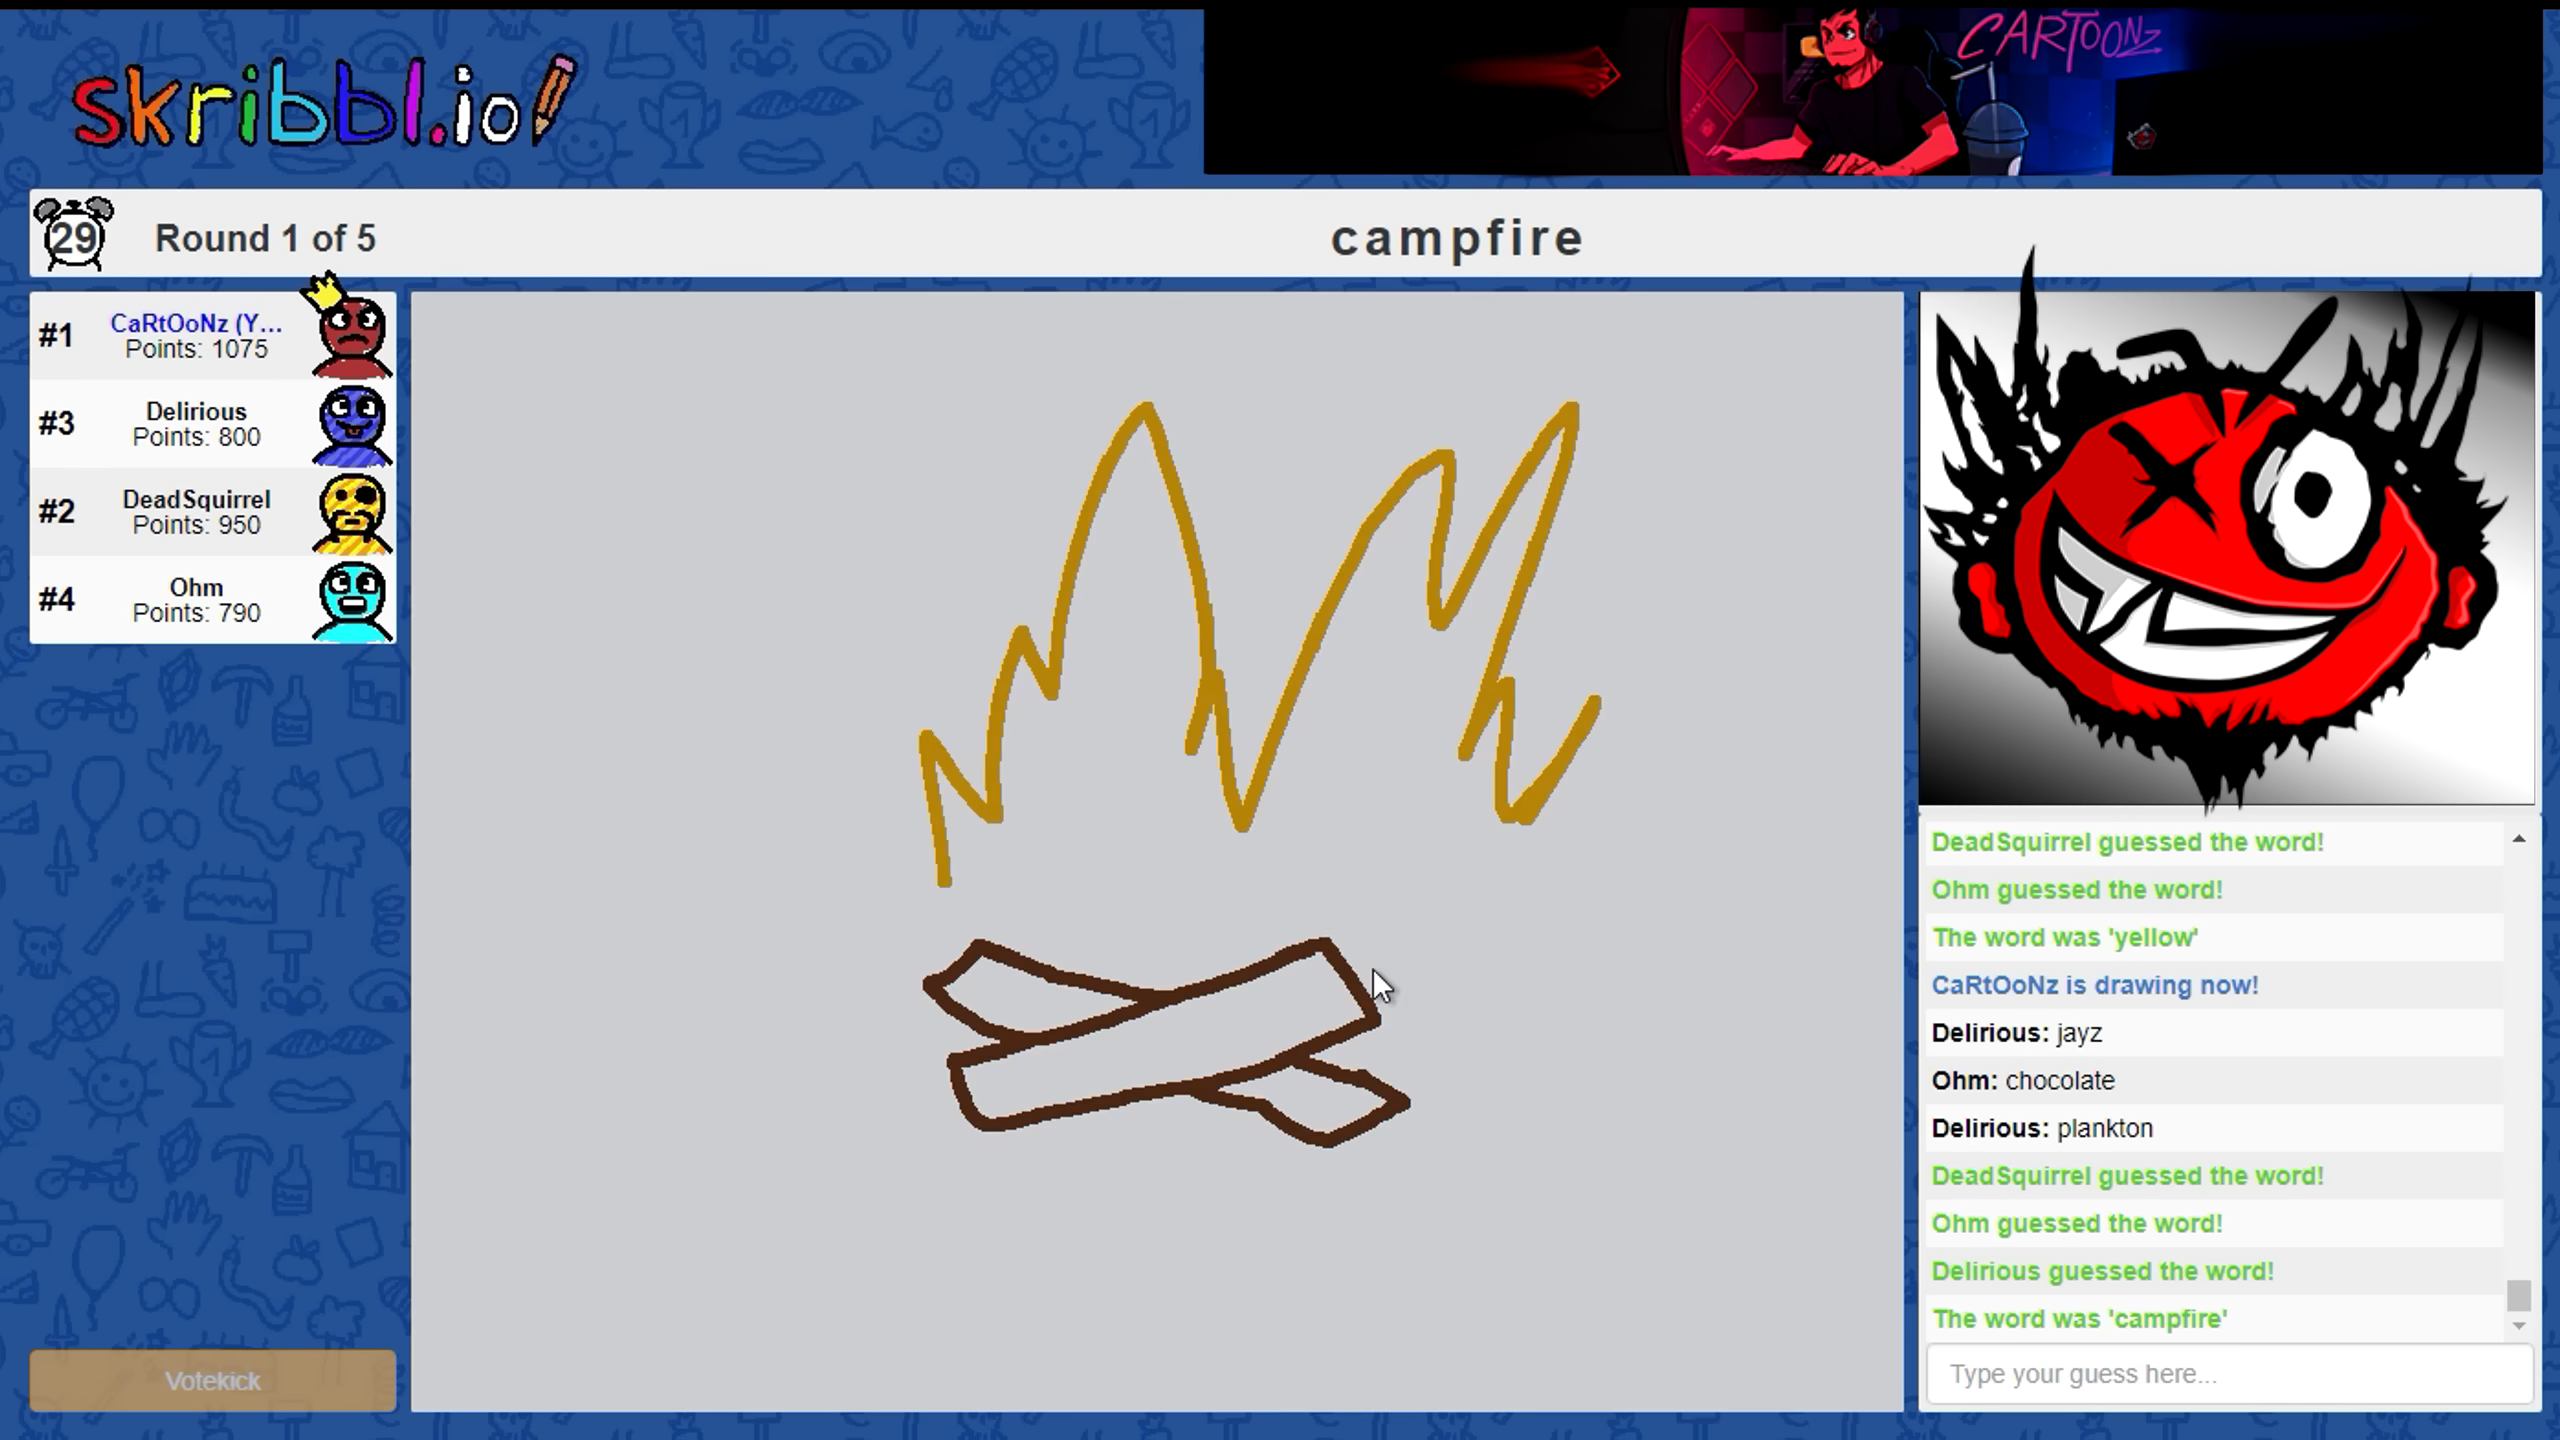 skribbl.io
CARTOONZ
29
Round 1 of 5
campfire
#1
CaRtOoNz (Y...
Points: 1075
#3
Delirious
Points: 800
#2
DeadSquirrel
Points: 950
#4
Ohm
Points: 790
DeadSquirrel guessed the word!
Ohm guessed the word!
The word was 'yellow'
CaRtOoNz is drawing now!
Delirious: jayz
Ohm: chocolate
Delirious: plankton
DeadSquirrel guessed the word!
Ohm guessed the word!
Delirious guessed the word!
The word was 'campfire'
Votekick
Type your guess here...